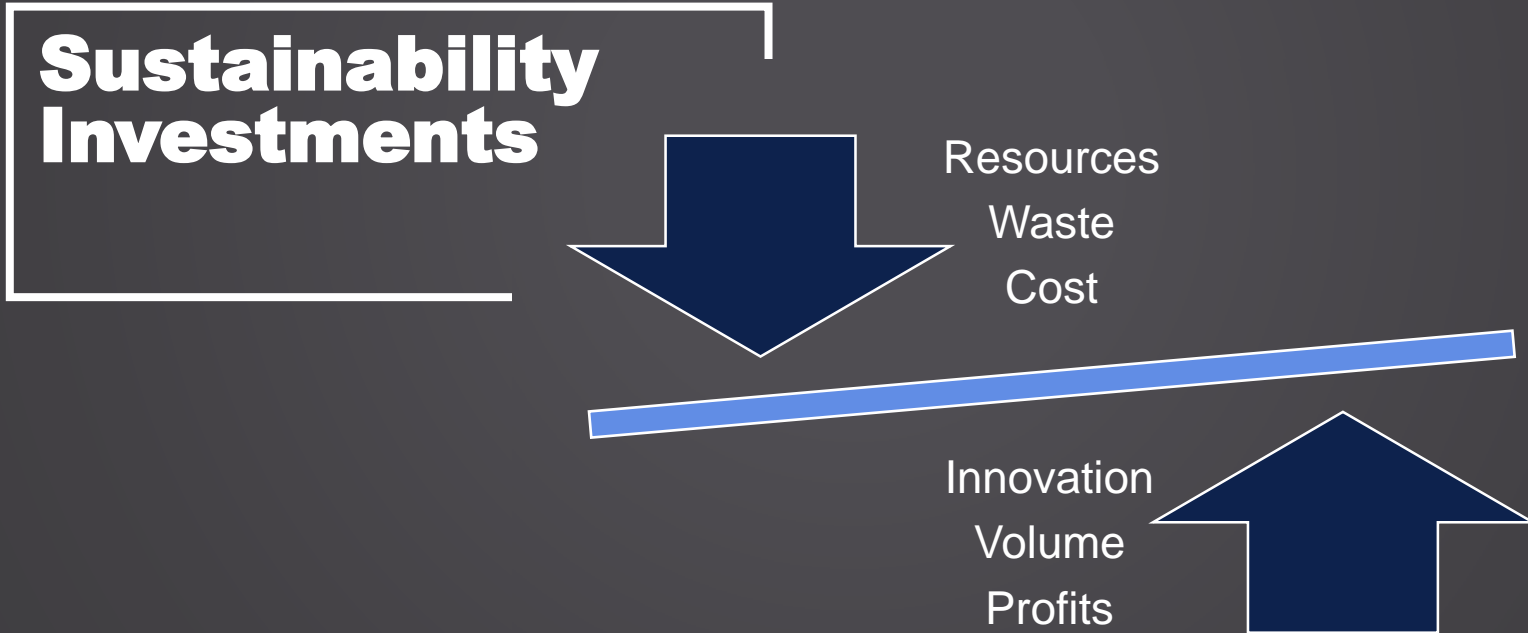 Sustainability
Investments
Resources
Waste
Cost
Innovation
Volume
Profits